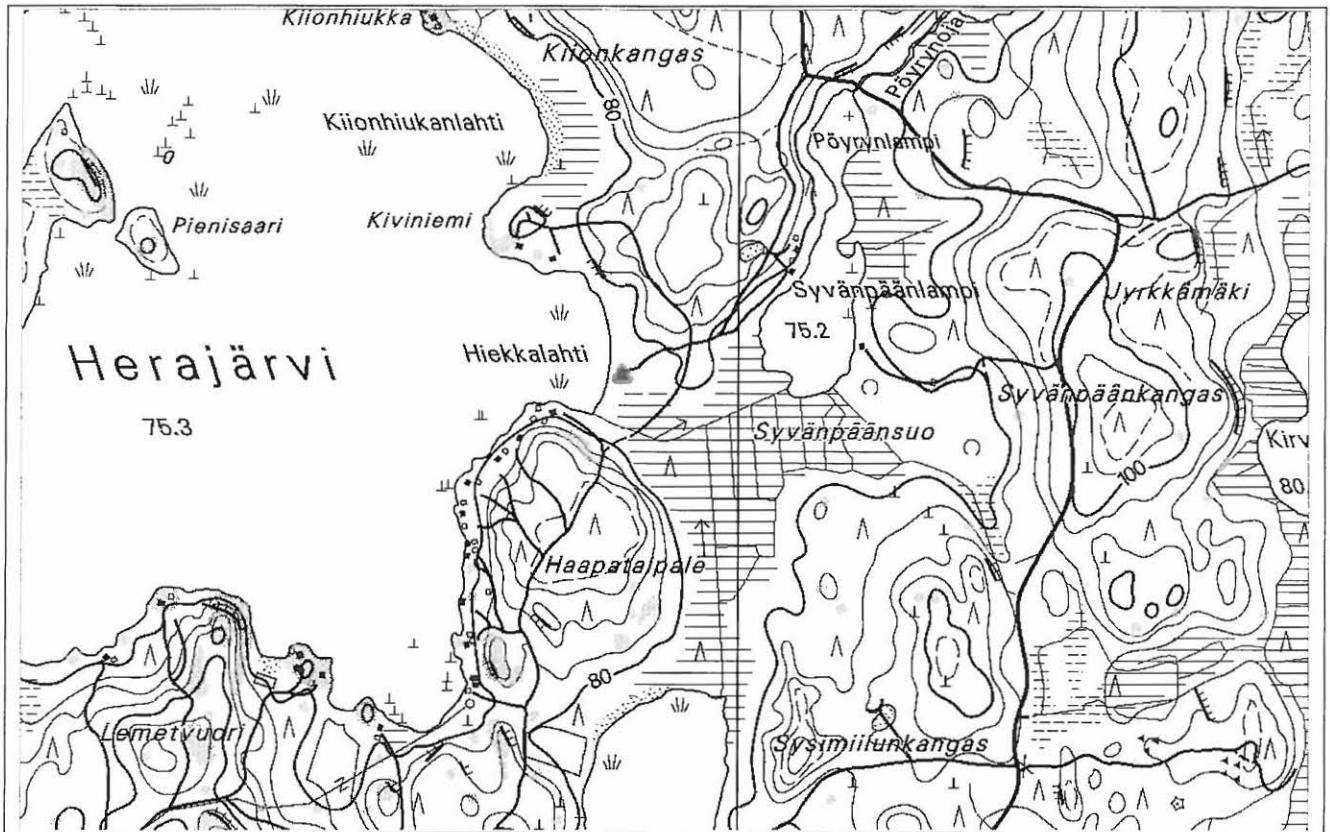 Kiionhiukka
Kiionkangas
Pöyrynoja
80
Kiionhiukanlahti
Pöyrynlampi
Pienisaari
Kiviniemi
Syvänpäänlampi
Jyrkkämäki
75.2
Herajärvi
Hiekkalahti
75.3
Syvänpäänkangas
Syvänpäänsuo
Kirv
100
80
Haapataipale
80
Lemetvuori
Sysimiilunkangas